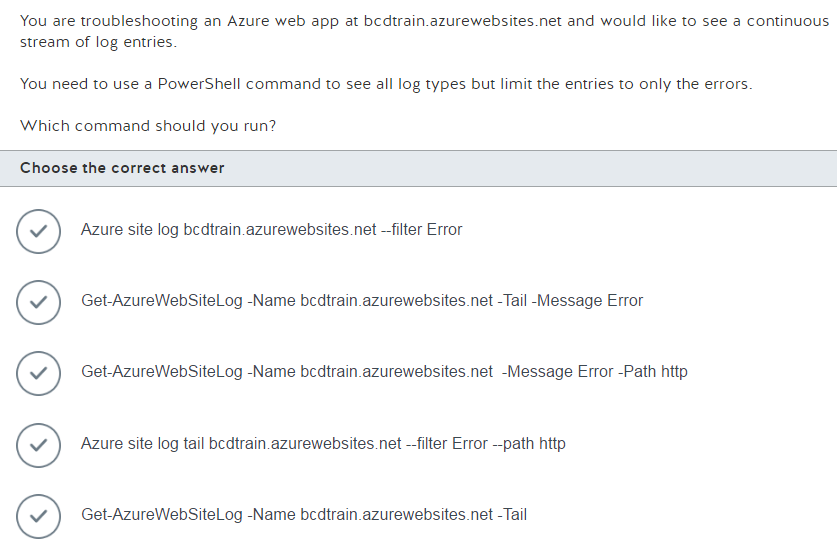 You are troubleshooting an Azure web app at bcdtrain.azurewebsites.net and would like to see a continuous
stream of log entries.
You need to use a PowerShell command to see all log types but limit the entries to only the errors.
Which command should you run?
Choose the correct answer
Azure site log bcdtrain.azurewebsites.net --filter Error
Get-AzureWebSiteLog -Name bcdtrain.azurewebsites.net -Tail -Message Error
Get-AzureWebSiteLog -Name bcdtrain.azurewebsites.net -Message Error -Path http
Azure site log tail bcdtrain.azurewebsites.net --filter Error --path http
Get-AzureWebSiteLog -Name bcdtrain.azurewebsites.net -Tail